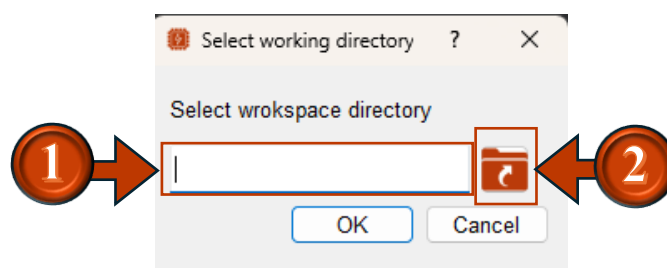 Select working directory ? ×
Select wrokspace directory
1
2
OK Cancel